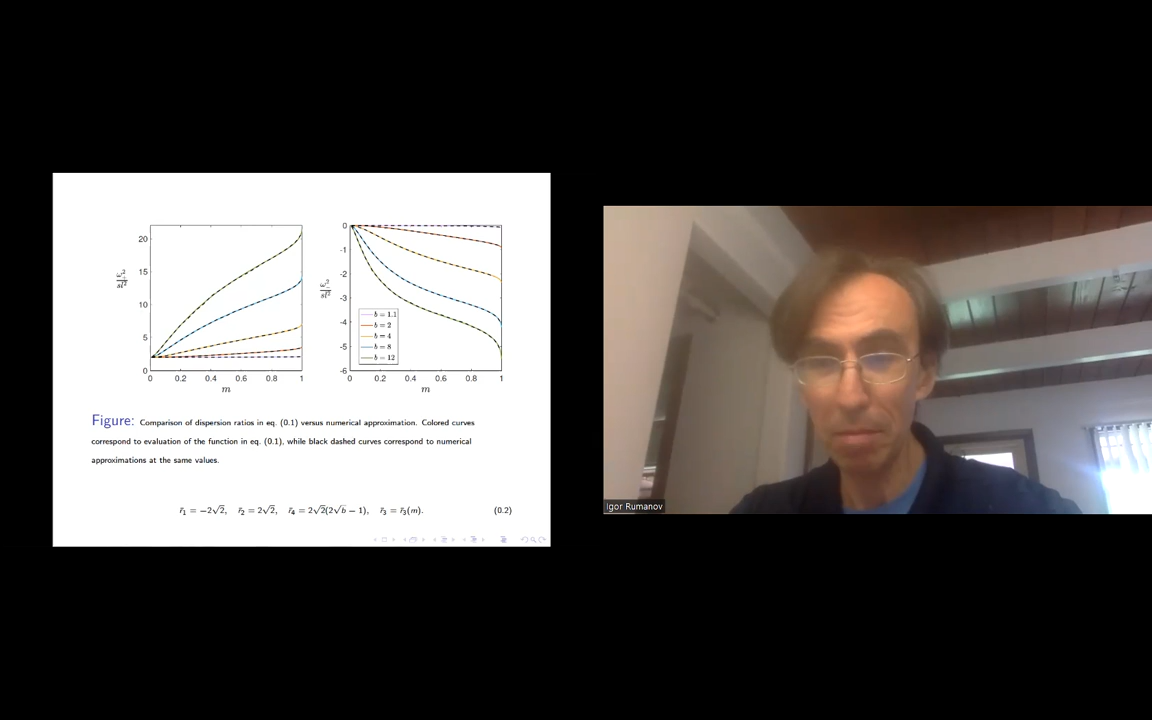 20
15
10
5
0
0
0.2
0.4
0.6
0.8
1
m
0
-1
-2
-3
-4
-5
-6
b = 1.1
b = 2
b = 4
b = 8
b = 12
0
0.2
0.4
0.6
0.8
1
m
Figure: Comparison of dispersion ratios in eq. (0.1) versus numerical approximation. Colored curves
correspond to evaluation of the function in eq. (0.1), while black dashed curves correspond to numerical
approximations at the same values.
r̄₁ = −2√2, r̄₂ = 2√2, r̄₄ = 2√2(2√b − 1), r̄₃ = r̄₃(m). (0.2)
Igor Rumanov